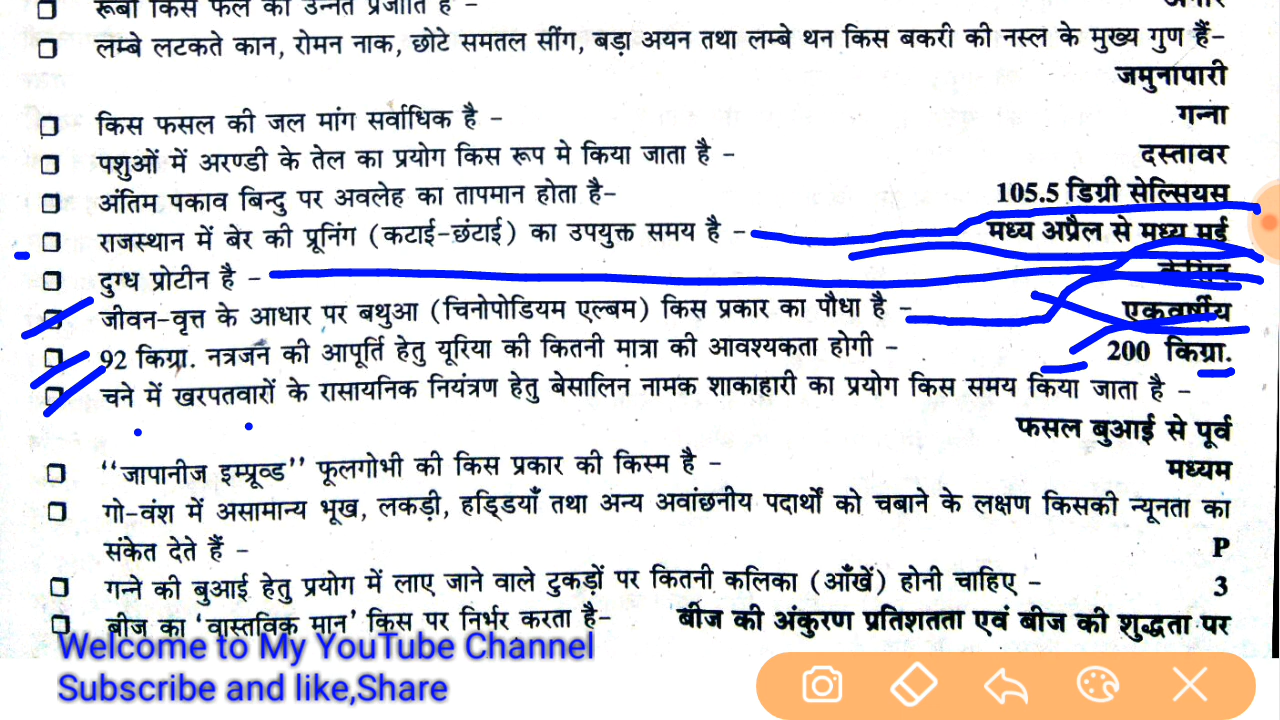 रूबी किस फल की उन्नत प्रजाति है - अनार
लम्बे लटकते कान, रोमन नाक, छोटे समतल सींग, बड़ा अयन तथा लम्बे थन किस बकरी की नस्ल के मुख्य गुण हैं-
जमुनापारी
किस फसल की जल मांग सर्वाधिक है - गन्ना
पशुओं में अरण्डी के तेल का प्रयोग किस रूप मे किया जाता है - दस्तावर
अंतिम पकाव बिन्दु पर अवलेह का तापमान होता है- 105.5 डिग्री सेल्सियस
राजस्थान में बेर की प्रूनिंग (कटाई-छंटाई) का उपयुक्त समय है - मध्य अप्रैल से मध्य मई
दुग्ध प्रोटीन है - केसिन
जीवन-वृत्त के आधार पर बथुआ (चिनोपोडियम एल्बम) किस प्रकार का पौधा है - एकवर्षीय
92 किग्रा. नत्रजन की आपूर्ति हेतु यूरिया की कितनी मात्रा की आवश्यकता होगी - 200 किग्रा.
चने में खरपतवारों के रासायनिक नियंत्रण हेतु बेसालिन नामक शाकाहारी का प्रयोग किस समय किया जाता है -
फसल बुआई से पूर्व
"जापानीज इम्प्रूव्ड" फूलगोभी की किस प्रकार की किस्म है - मध्यम
गो-वंश में असामान्य भूख, लकड़ी, हड्डियाँ तथा अन्य अवांछनीय पदार्थों को चबाने के लक्षण किसकी न्यूनता का
संकेत देते हैं - P
गन्ने की बुआई हेतु प्रयोग में लाए जाने वाले टुकड़ों पर कितनी कलिका (आँखें) होनी चाहिए - 3
बीज का 'वास्तविक मान' किस पर निर्भर करता है- बीज की अंकुरण प्रतिशतता एवं बीज की शुद्धता पर
Welcome to My YouTube Channel
Subscribe and like,Share